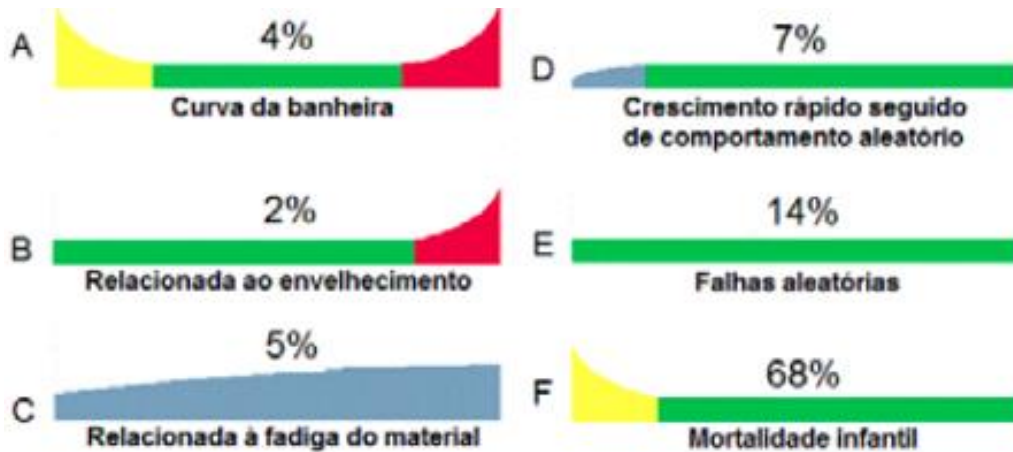 A
4%
Curva da banheira
B
2%
Relacionada ao envelhecimento
C
5%
Relacionada à fadiga do material
D
7%
Crescimento rápido seguido
de comportamento aleatório
E
14%
Falhas aleatórias
F
68%
Mortalidade infantil